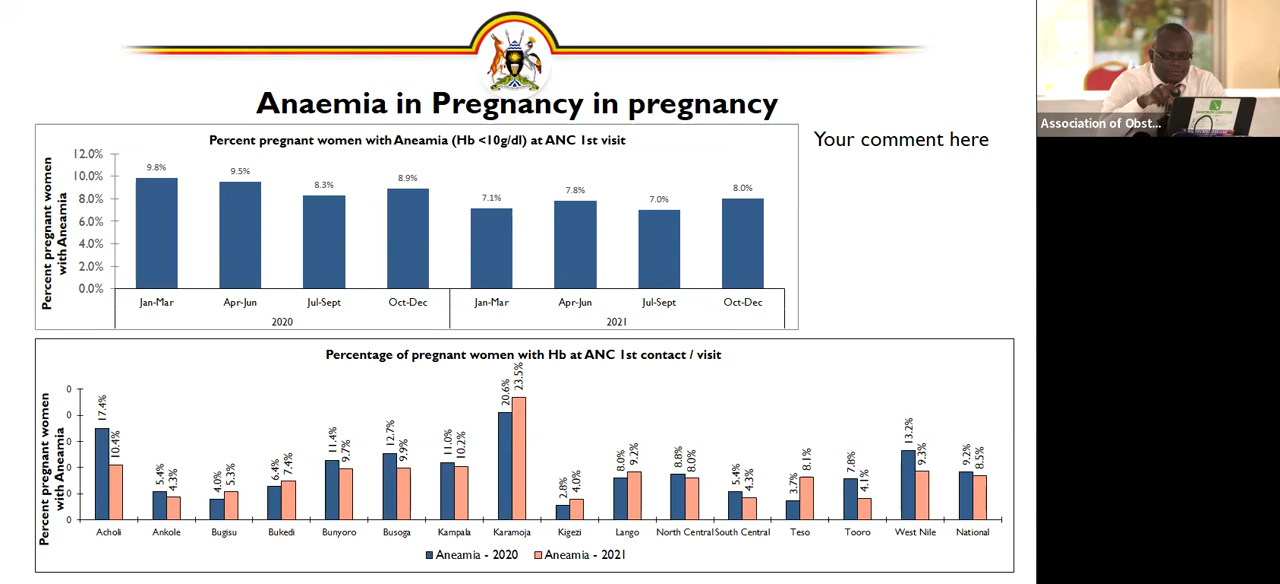 Anaemia in Pregnancy in pregnancy
Percent pregnant women with Aneamia (Hb <10g/dl) at ANC 1st visit
Percent pregnant women
with Aneamia
12.0%
10.0%
8.0%
6.0%
4.0%
2.0%
0.0%
9.8%
9.5%
8.3%
8.9%
7.1%
7.8%
7.0%
8.0%
Jan-Mar
Apr-Jun
Jul-Sept
Oct-Dec
Jan-Mar
Apr-Jun
Jul-Sept
Oct-Dec
2020
2021
Your comment here
Association of Obst...
Percentage of pregnant women with Hb at ANC 1st contact / visit
Percent pregnant women
with Aneamia
0
0
0
0
0
0
17.4%
10.4%
5.4%
4.3%
4.0%
5.3%
6.4%
7.4%
11.4%
9.7%
12.7%
9.9%
11.0%
10.2%
20.6%
23.5%
2.8%
4.0%
8.0%
9.2%
8.8%
8.0%
5.4%
4.3%
3.7%
8.1%
7.8%
4.1%
13.2%
9.3%
9.2%
8.5%
Acholi
Ankole
Bugisu
Bukedi
Bunyoro
Busoga
Kampala
Karamoja
Kigezi
Lango
North Central
South Central
Teso
Tooro
West Nile
National
Aneamia - 2020
Aneamia - 2021